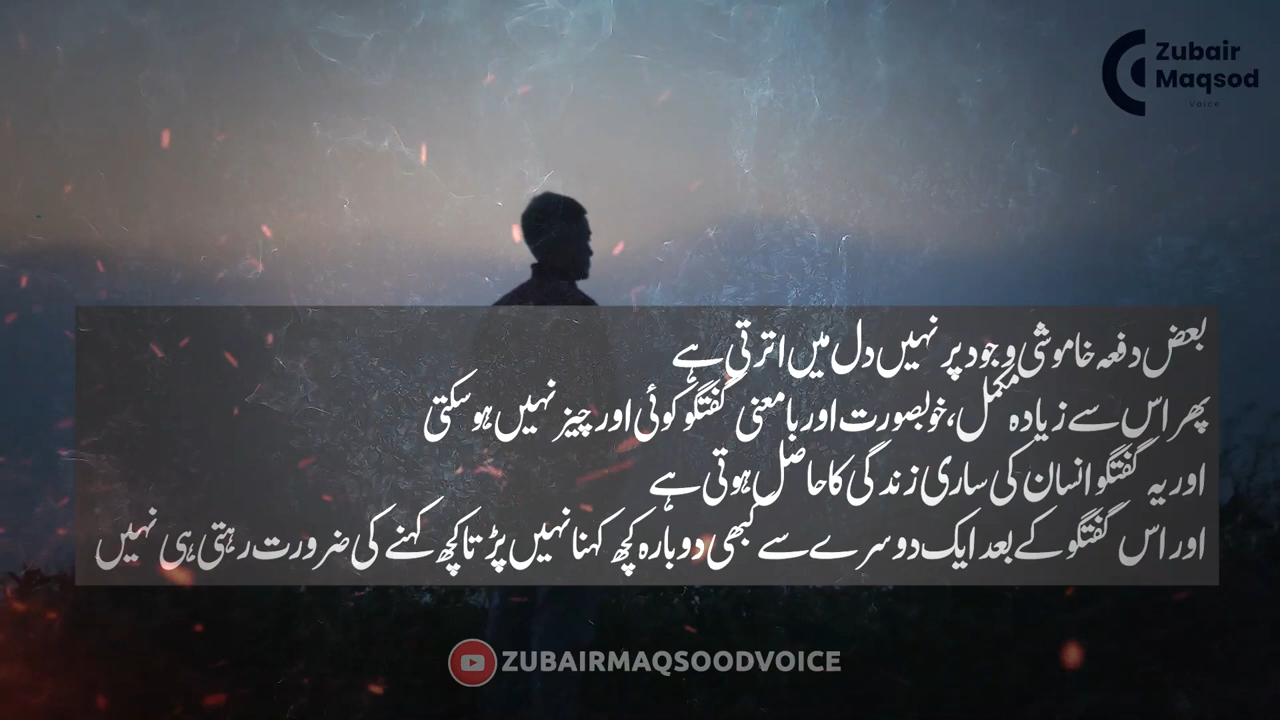 Zubair
Maqsod
Voice
بعض دفعہ خاموشی وجود پر نہیں دل میں اترتی ہے
پھر اس سے زیادہ مکمل، خوبصورت اور بامعنی گفتگو کوئی اور چیز نہیں ہو سکتی
اور یہ گفتگو انسان کی ساری زندگی کا حاصل ہوتی ہے
اور اس گفتگو کے بعد ایک دوسرے سے کبھی دوبارہ کچھ کہنا نہیں پڑتا کچھ کہنے کی ضرورت رہتی ہی نہیں
ZUBAIRMAQSOODVOICE